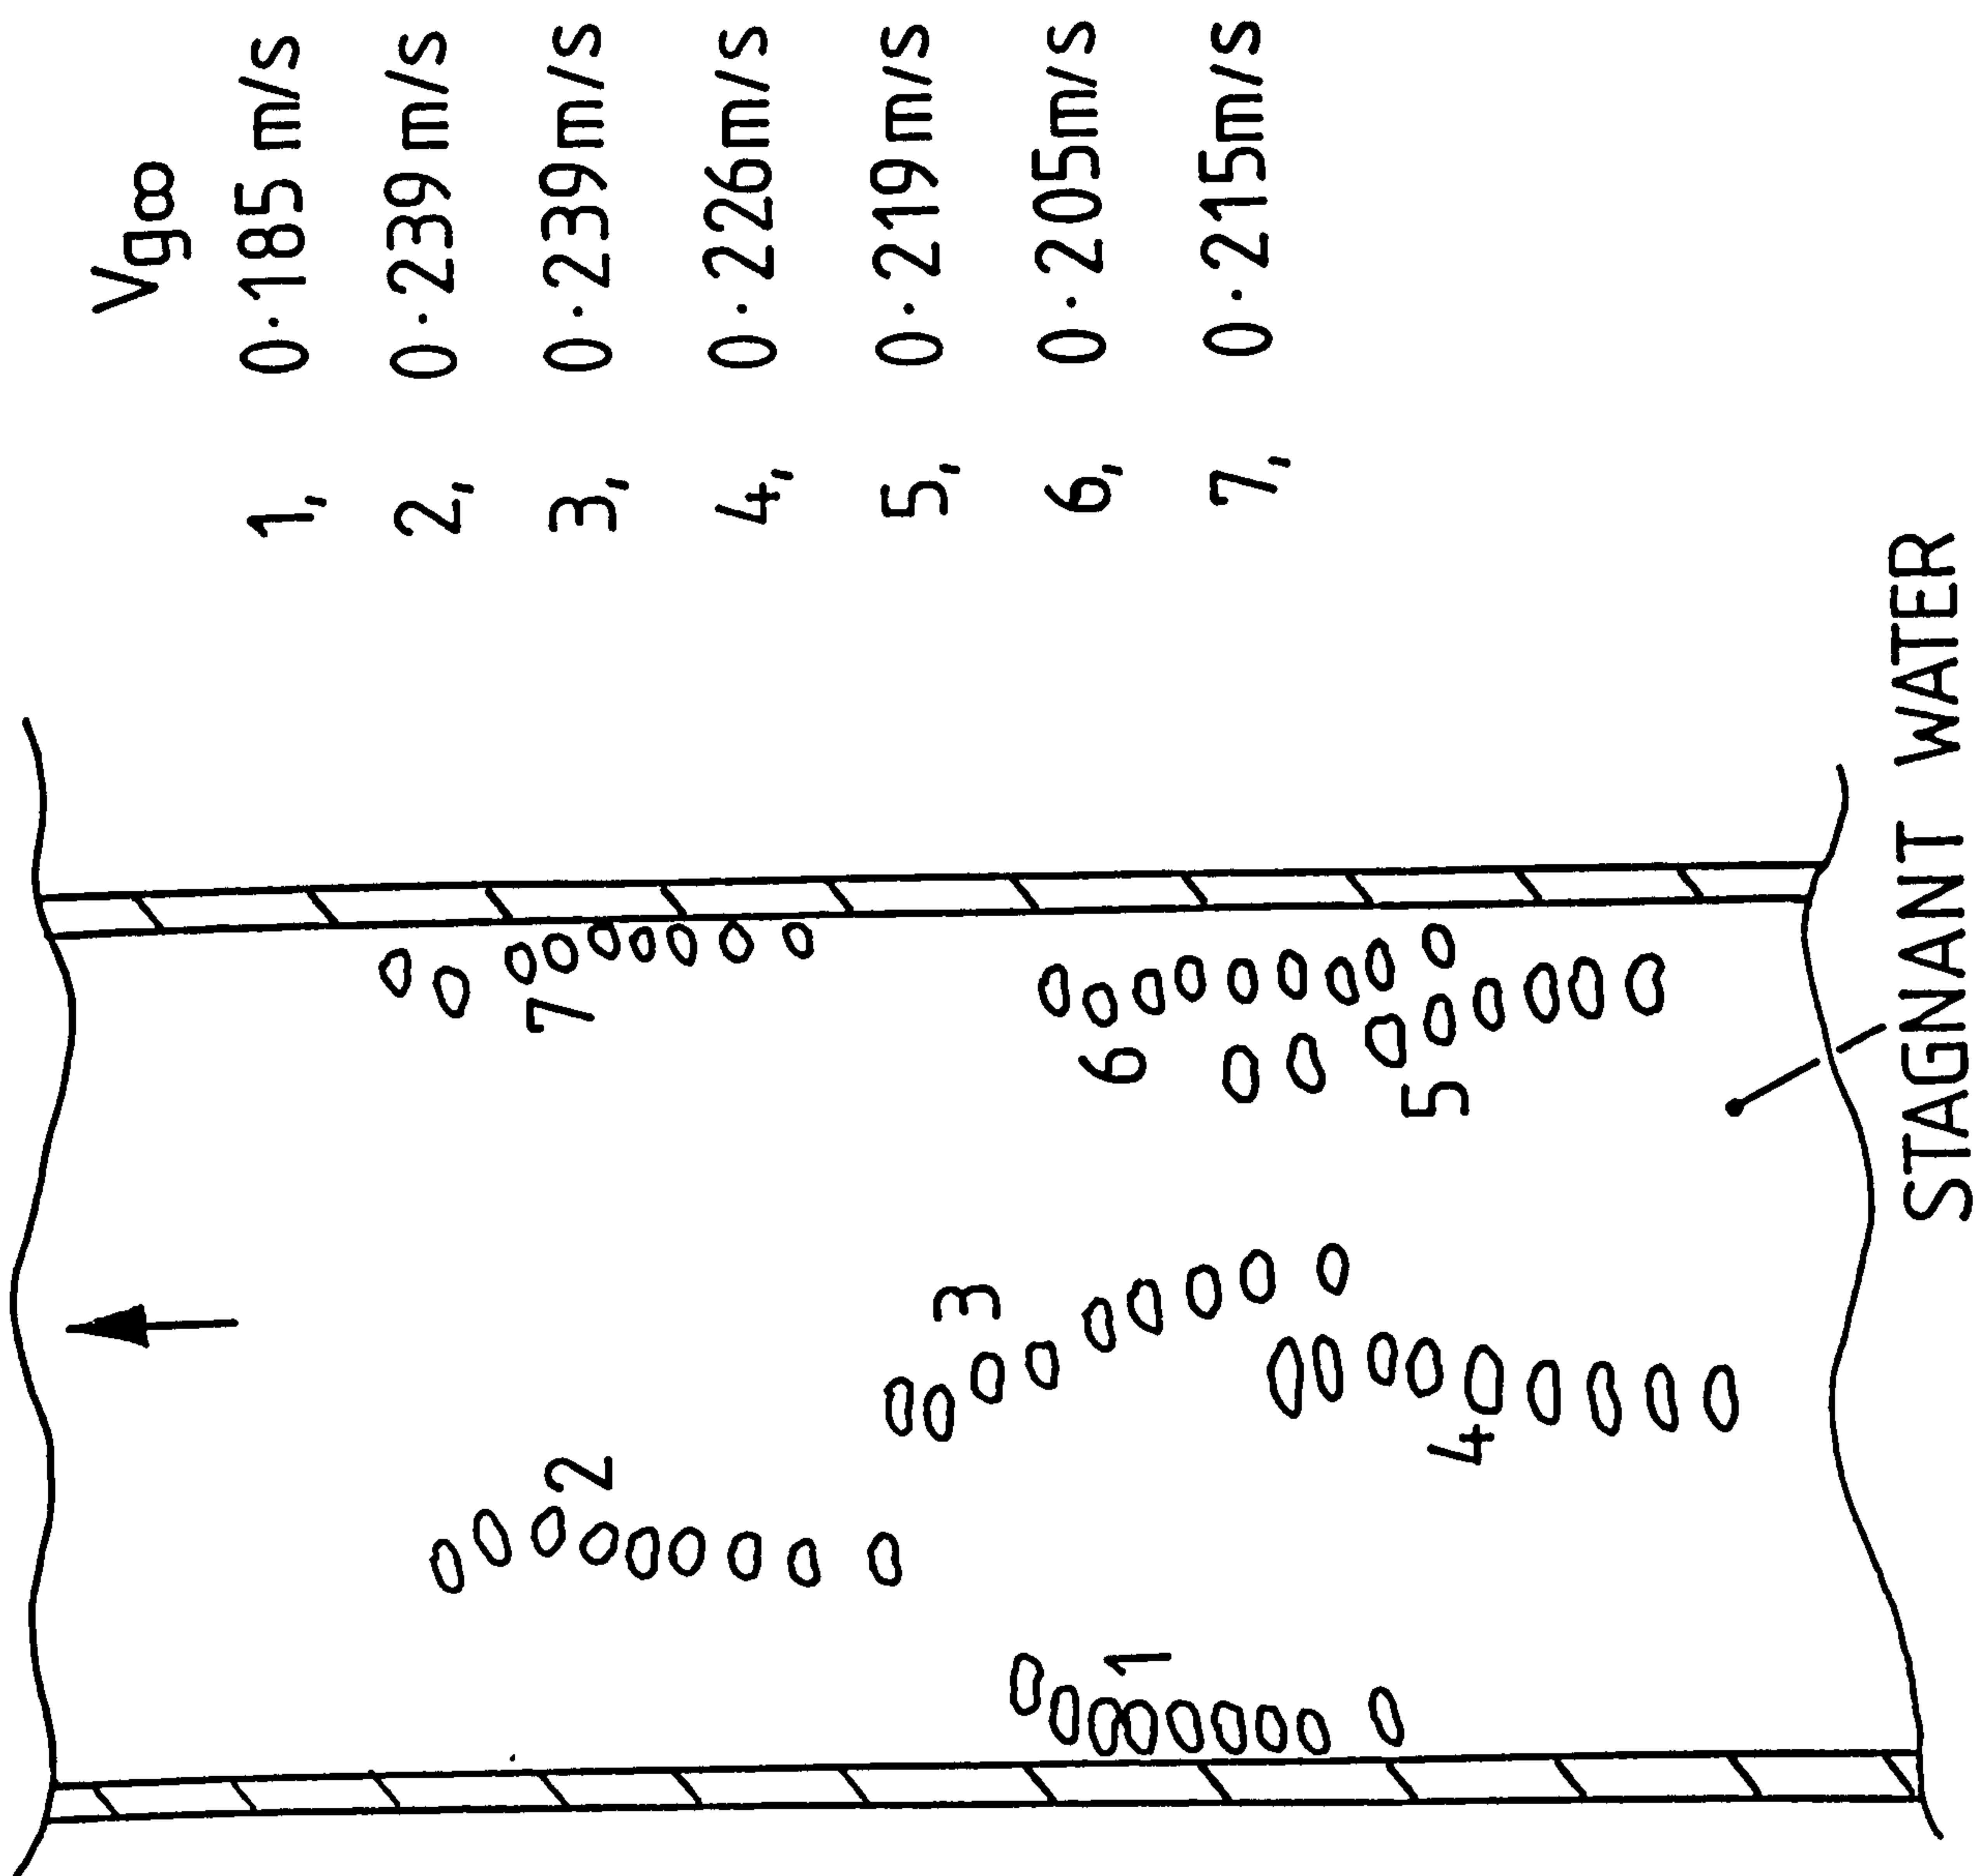 Vg∞
1, 0·185 m/s
2, 0·239 m/s
3, 0·239 m/s
4, 0·226 m/s
5, 0·219 m/s
6, 0·205 m/s
7, 0·215 m/s
7
6
5
3
4
2
1
STAGNANT WATER